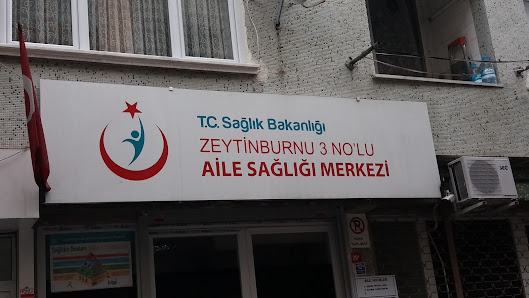 T.C. Sağlık Bakanlığı
ZEYTİNBURNU 3 NO'LU
AİLE SAĞLIĞI MERKEZİ